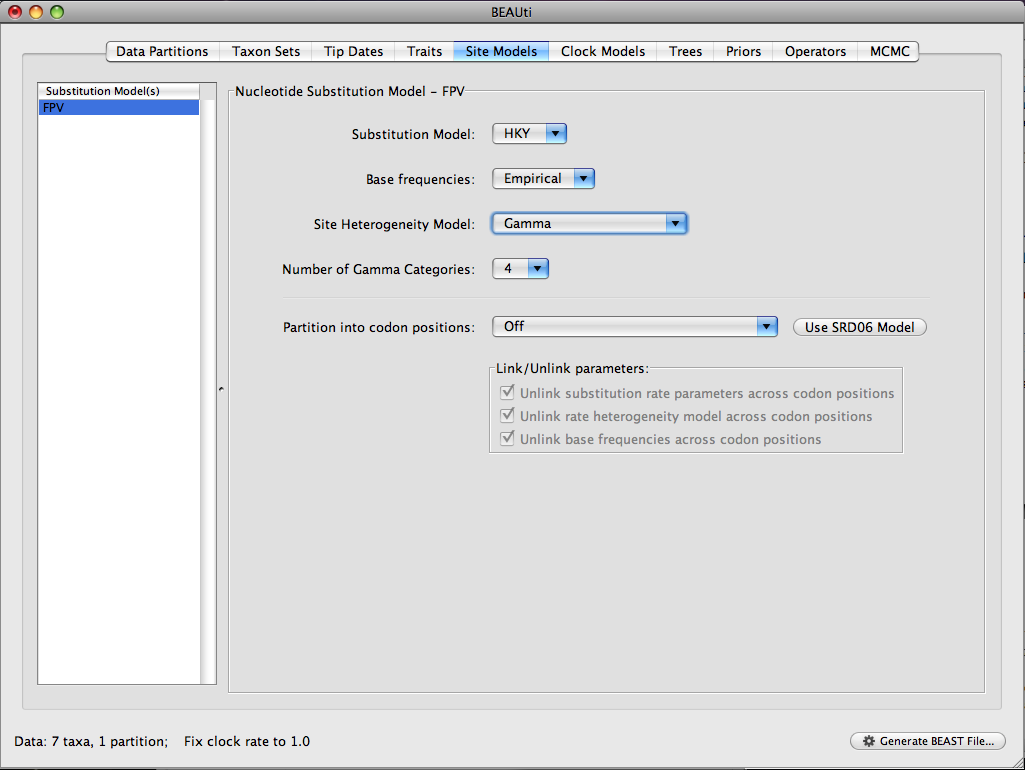 BEAUti
Data Partitions Taxon Sets Tip Dates Traits Site Models Clock Models Trees Priors Operators MCMC
Substitution Model(s)
FPV
Nucleotide Substitution Model – FPV
Substitution Model: HKY
Base frequencies: Empirical
Site Heterogeneity Model: Gamma
Number of Gamma Categories: 4
Partition into codon positions: Off Use SRD06 Model
Link/Unlink parameters:
Unlink substitution rate parameters across codon positions
Unlink rate heterogeneity model across codon positions
Unlink base frequencies across codon positions
Data: 7 taxa, 1 partition; Fix clock rate to 1.0
Generate BEAST File...